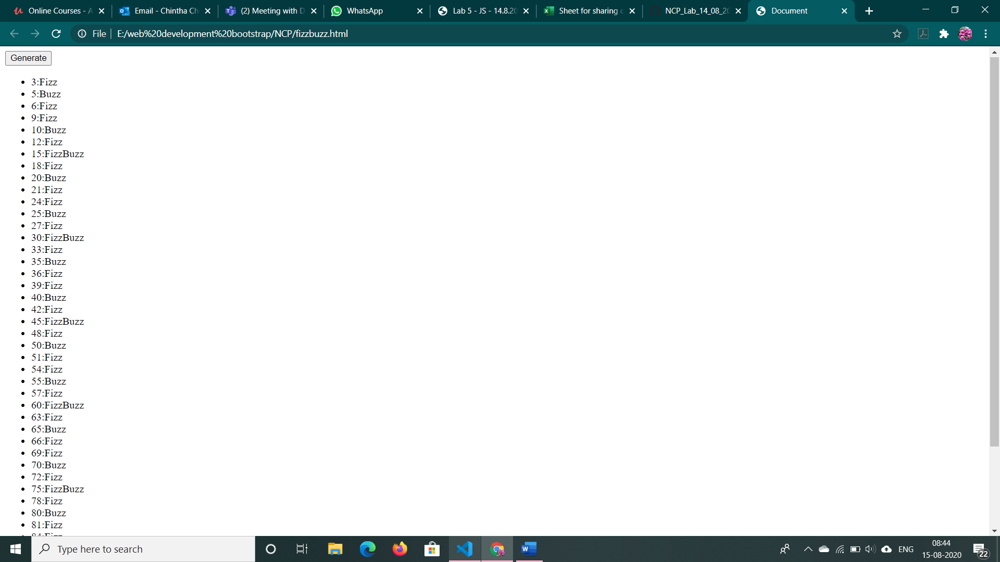 Online Courses - A
Email - Chintha Ch
(2) Meeting with D
WhatsApp
Lab 5 - JS - 14.8.20
Sheet for sharing c
NCP_Lab_14_08_20
Document
File
E:/web%20development%20bootstrap/NCP/fizzbuzz.html
Generate
3:Fizz
5:Buzz
6:Fizz
9:Fizz
10:Buzz
12:Fizz
15:FizzBuzz
18:Fizz
20:Buzz
21:Fizz
24:Fizz
25:Buzz
27:Fizz
30:FizzBuzz
33:Fizz
35:Buzz
36:Fizz
39:Fizz
40:Buzz
42:Fizz
45:FizzBuzz
48:Fizz
50:Buzz
51:Fizz
54:Fizz
55:Buzz
57:Fizz
60:FizzBuzz
63:Fizz
65:Buzz
66:Fizz
69:Fizz
70:Buzz
72:Fizz
75:FizzBuzz
78:Fizz
80:Buzz
81:Fizz
84:Fizz
Type here to search
ENG
08:44
15-08-2020
22